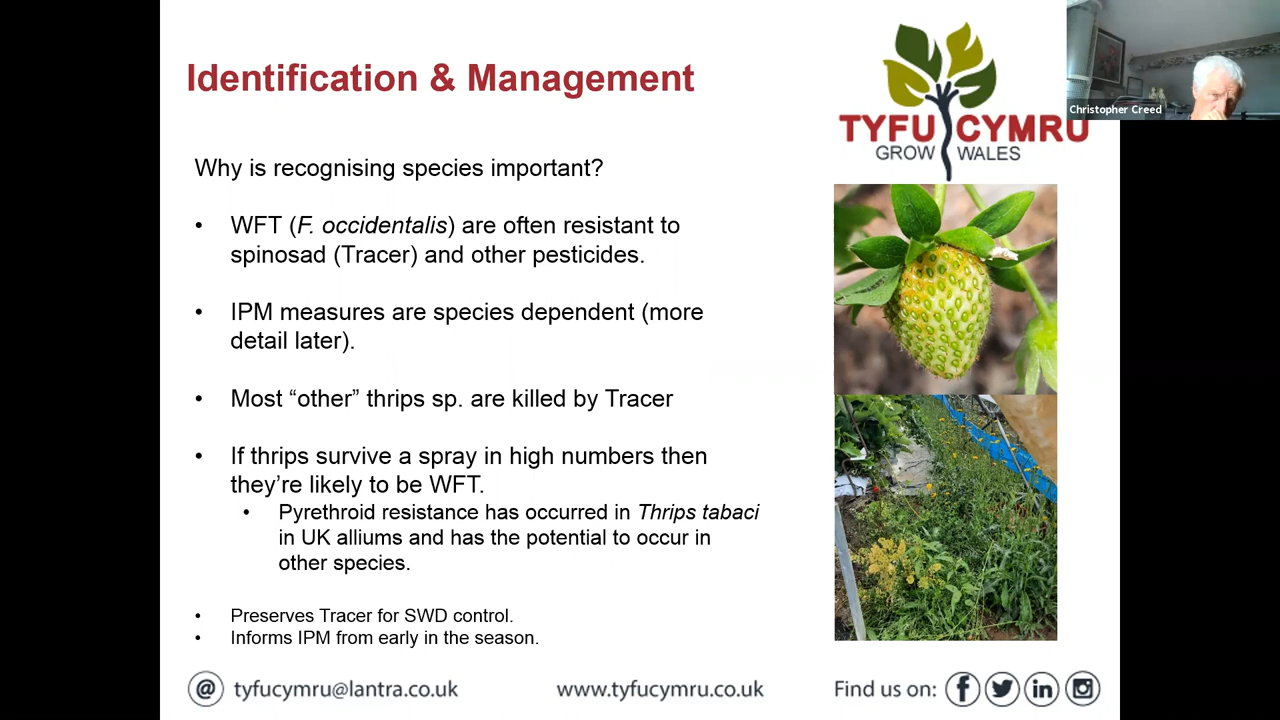 Identification & Management
TYFU CYMRU
GROW WALES
Christopher Creed
Why is recognising species important?
• WFT (F. occidentalis) are often resistant to
spinosad (Tracer) and other pesticides.
• IPM measures are species dependent (more
detail later).
• Most “other” thrips sp. are killed by Tracer
• If thrips survive a spray in high numbers then
they’re likely to be WFT.
• Pyrethroid resistance has occurred in Thrips tabaci
in UK alliums and has the potential to occur in
other species.
• Preserves Tracer for SWD control.
• Informs IPM from early in the season.
@ tyfucymru@lantra.co.uk
www.tyfucymru.co.uk
Find us on: